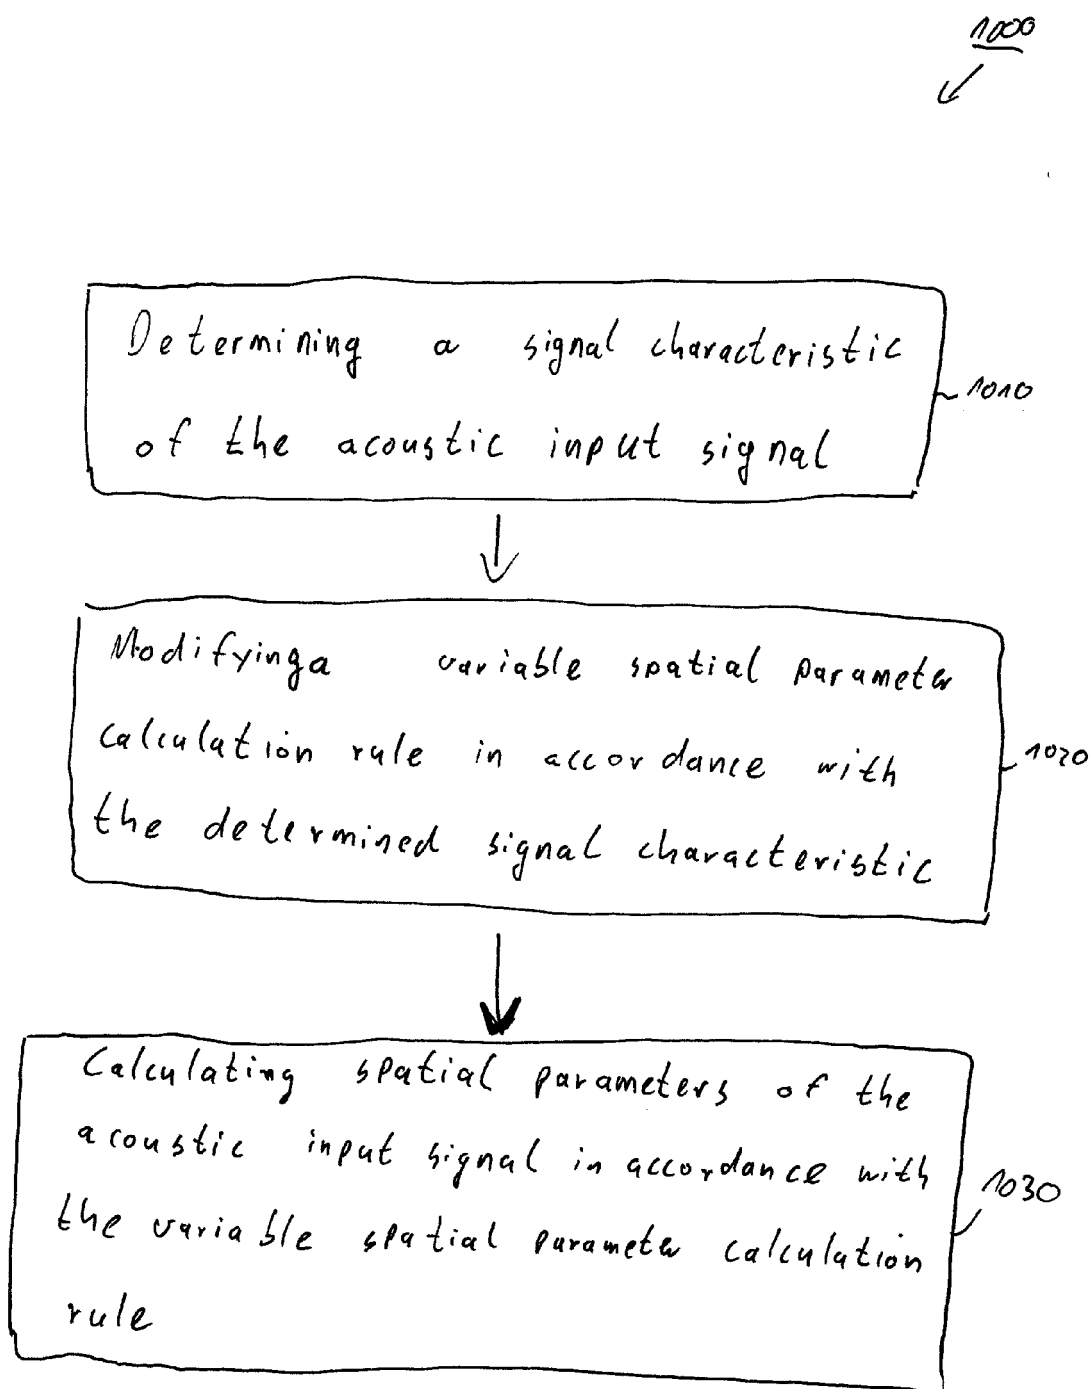 1000
Determining a signal characteristic
of the acoustic input signal
1010
Modifyinga variable spatial parameter
calculation rule in accordance with
the determined signal characteristic
1020
Calculating spatial parameters of the
acoustic input signal in accordance with
the variable spatial parameter calculation
rule
1030